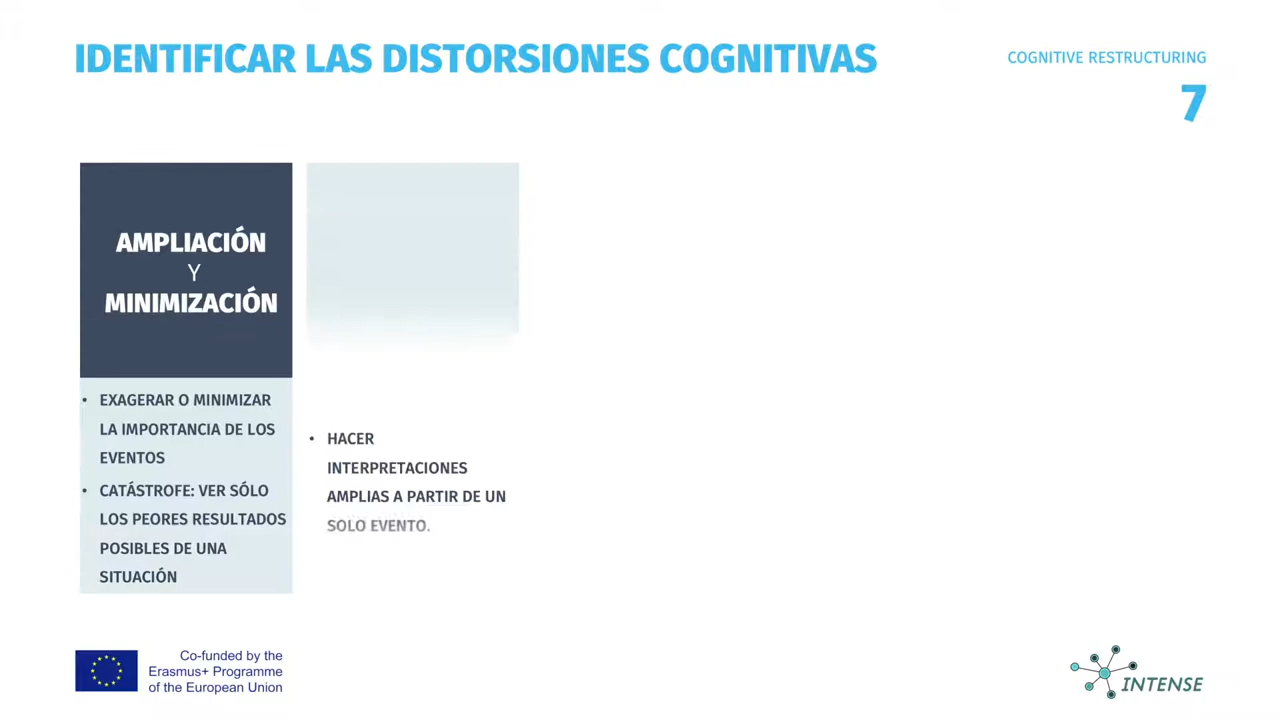 IDENTIFICAR LAS DISTORSIONES COGNITIVAS
COGNITIVE RESTRUCTURING
7
AMPLIACIÓN
Y
MINIMIZACIÓN
• EXAGERAR O MINIMIZAR
LA IMPORTANCIA DE LOS
EVENTOS
• CATÁSTROFE: VER SÓLO
LOS PEORES RESULTADOS
POSIBLES DE UNA
SITUACIÓN
• HACER
INTERPRETACIONES
AMPLIAS A PARTIR DE UN
SOLO EVENTO.
Co-funded by the
Erasmus+ Programme
of the European Union
INTENSE